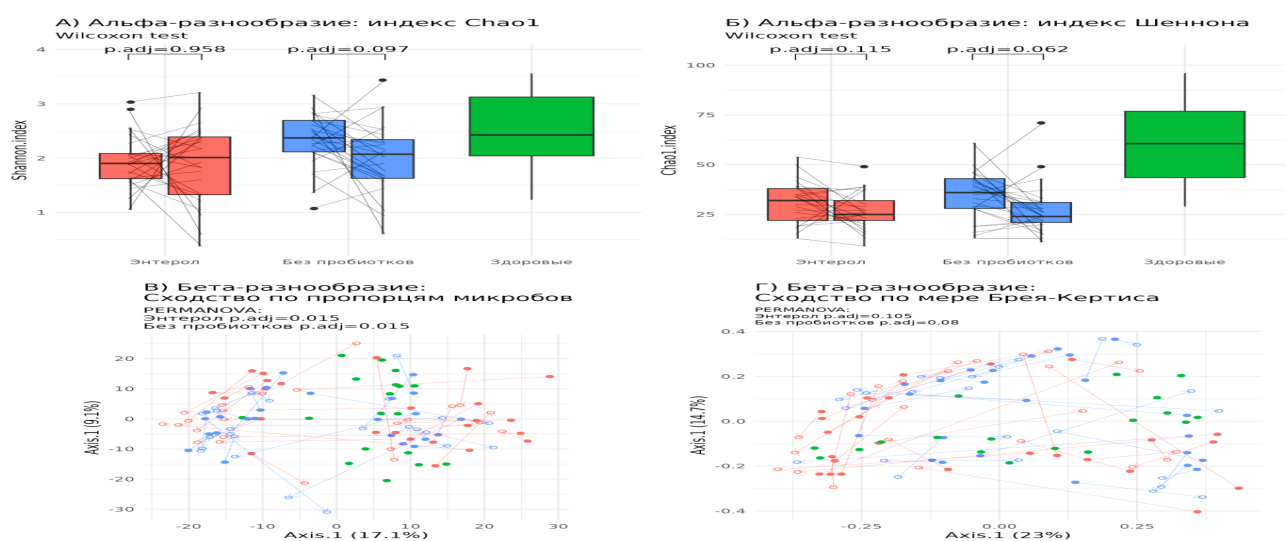 А) Альфа-разнообразие: индекс Chao1
Wilcoxon test
p.adj=0.958
p.adj=0.097
4
3
2
1
Shannon.index
Энтерол
Без пробиотков
Здоровые
Б) Альфа-разнообразие: индекс Шеннона
Wilcoxon test
p.adj=0.115
p.adj=0.062
100
75
50
25
Chao1.index
Энтерол
Без пробиотков
Здоровые
В) Бета-разнообразие:
Сходство по пропорцям микробов
PERMANOVA:
Энтерол p.adj=0.015
Без пробиотков p.adj=0.015
20
10
0
-10
-20
-30
Axis.1 (9.1%)
-20
-10
0
10
20
30
Axis.1 (17.1%)
Г) Бета-разнообразие:
Сходство по мере Брея-Кертиса
PERMANOVA:
Энтерол p.adj=0.105
Без пробиотков p.adj=0.08
0.4
0.2
0.0
-0.2
-0.4
Axis.1 (14.7%)
-0.25
0.00
0.25
Axis.1 (23%)